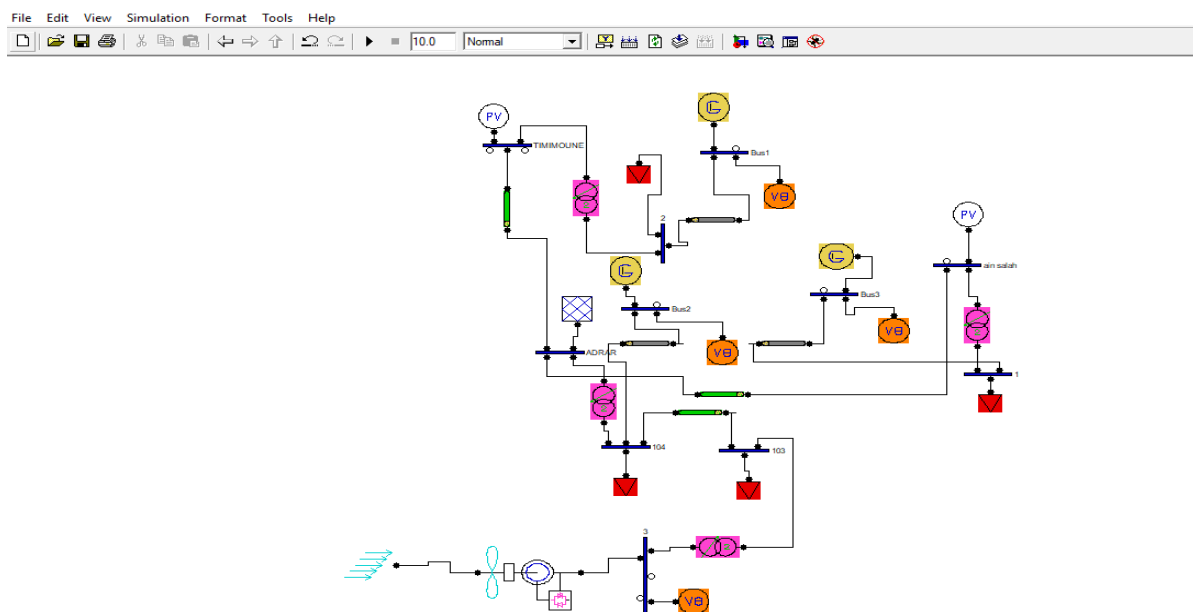 File Edit View Simulation Format Tools Help
10.0 Normal
PV
TIMIMOUNE
G
Bus1
VB
2
PV
G
ain salah
G
Bus3
Bus2
VB
VB
ADRAR
1
104
103
3
VB